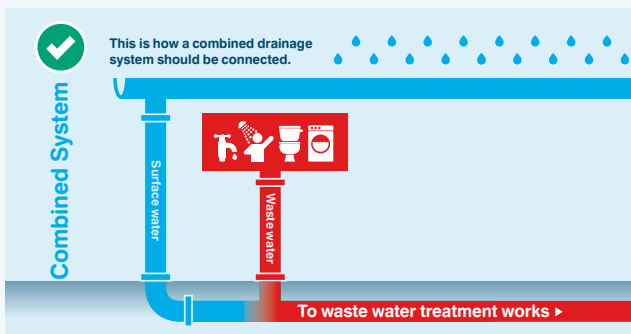 This is how a combined drainage
system should be connected.
Combined System
Surface water
Waste water
To waste water treatment works ▸